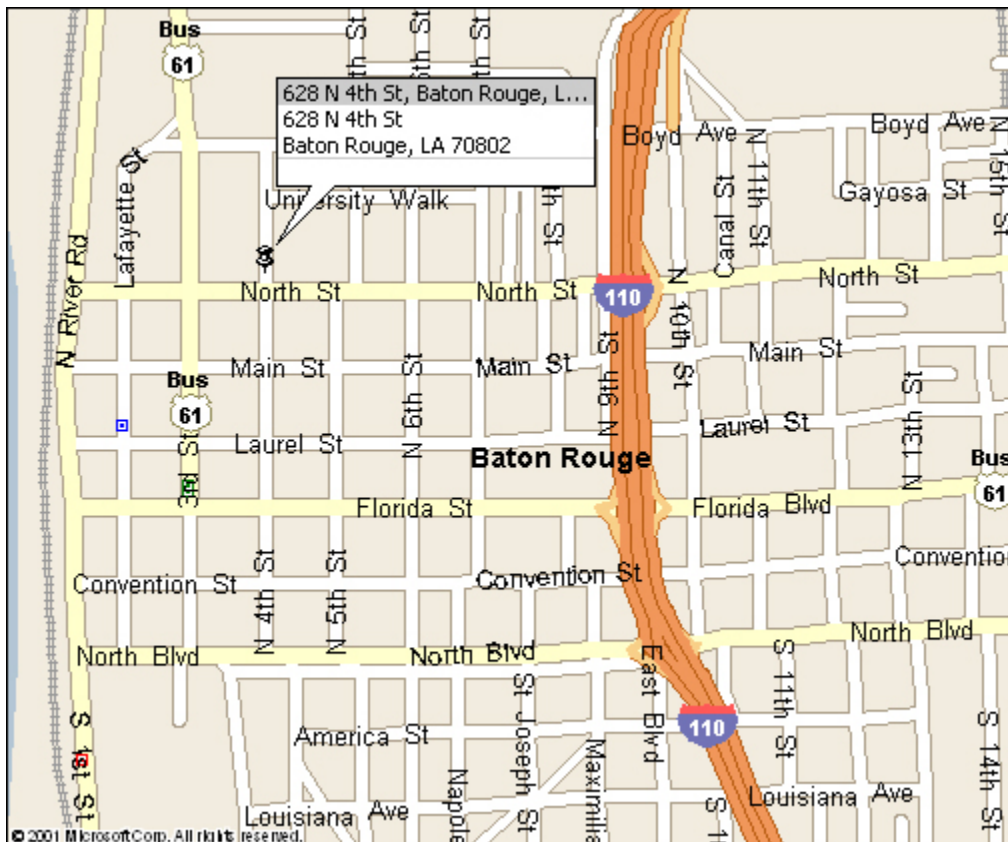 Bus
61
628 N 4th St, Baton Rouge, L...
628 N 4th St
Baton Rouge, LA 70802
Boyd Ave
Boyd Ave
N 11th St
N 15th St
Gayosa St
Canal St
University Walk
Lafayette St
N River Rd
North St
North St
110
North St
N 10th St
N 9th St
Main St
Main St
Main St
Bus
61
N 6th St
Laurel St
Laurel St
N 13th St
Baton Rouge
Bus
61
3rd St
Florida St
Florida Blvd
Convention St
Convention St
N 4th St
N 5th St
North Blvd
North Blvd
North Blvd
East Blvd
S 11th St
St Joseph St
110
America St
S 1st St
S 14th St
Louisiana Ave
Louisiana Ave
© 2001 Microsoft Corp. All rights reserved.